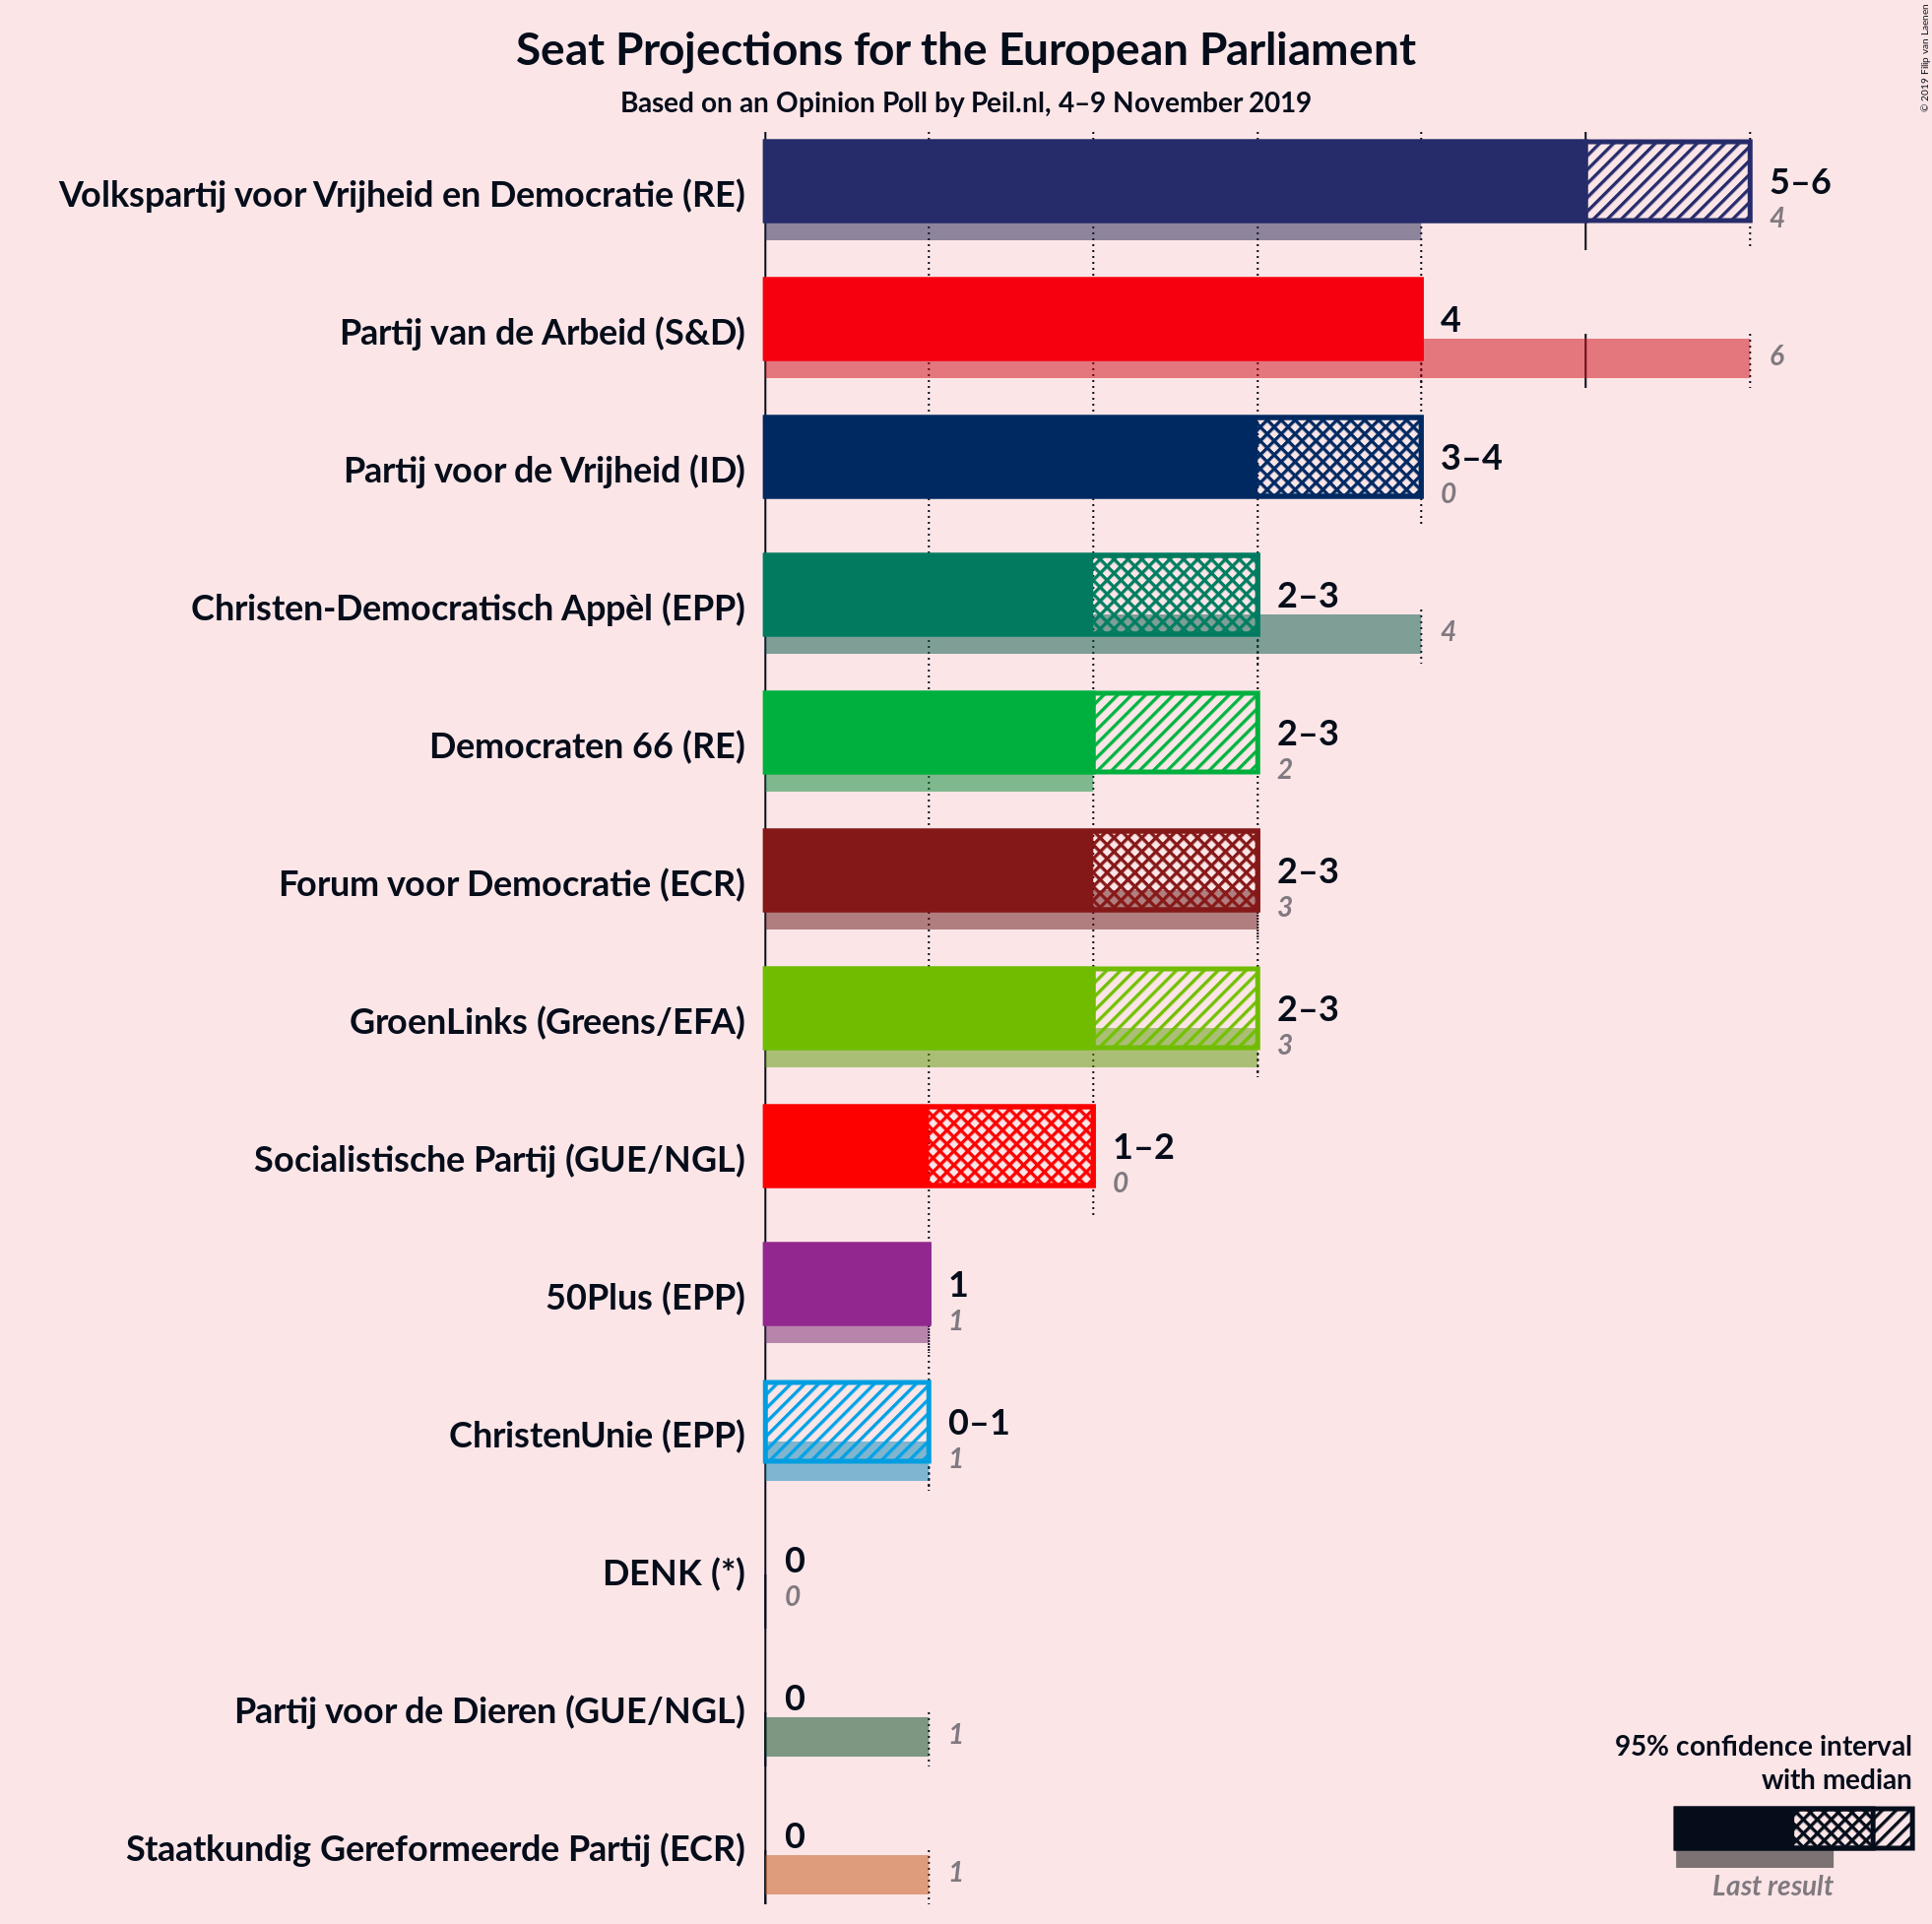 Seat Projections for the European Parliament
Based on an Opinion Poll by Peil.nl, 4–9 November 2019
© 2019 Filip van Laenen
Volkspartij voor Vrijheid en Democratie (RE)
5–6
4
Partij van de Arbeid (S&D)
4
6
Partij voor de Vrijheid (ID)
3–4
0
Christen-Democratisch Appèl (EPP)
2–3
4
Democraten 66 (RE)
2–3
2
Forum voor Democratie (ECR)
2–3
3
GroenLinks (Greens/EFA)
2–3
3
Socialistische Partij (GUE/NGL)
1–2
0
50Plus (EPP)
1
1
ChristenUnie (EPP)
0–1
1
DENK (*)
0
0
Partij voor de Dieren (GUE/NGL)
0
1
Staatkundig Gereformeerde Partij (ECR)
0
1
95% confidence interval
with median
Last result